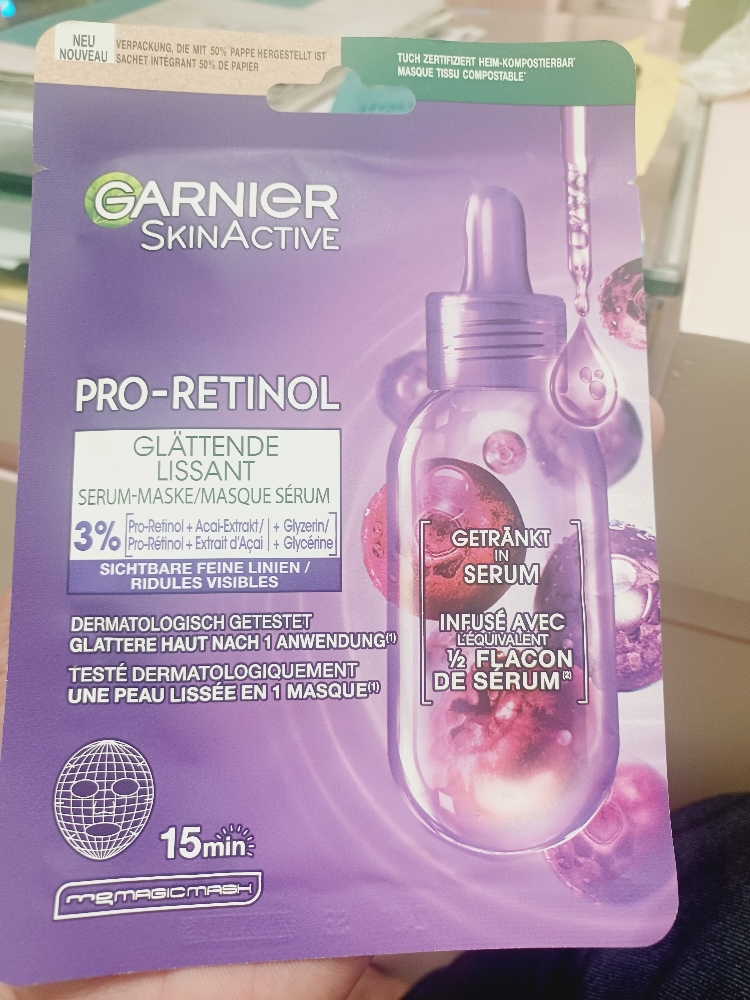 NEU
NOUVEAU
VERPACKUNG, DIE MIT 50% PAPPE HERGESTELLT IST
SACHET INTÉGRANT 50% DE PAPIER
TUCH ZERTIFIZIERT HEIM-KOMPOSTIERBAR*
MASQUE TISSU COMPOSTABLE*
GARNIER
SKINACTIVE
PRO-RETINOL
GLÄTTENDE
LISSANT
SERUM-MASKE/MASQUE SÉRUM
3% Pro-Retinol + Acai-Extrakt/ + Glyzerin/
Pro-Rétinol + Extrait d'Açai + Glycérine
SICHTBARE FEINE LINIEN /
RIDULES VISIBLES
DERMATOLOGISCH GETESTET
GLATTERE HAUT NACH 1 ANWENDUNG(1)
TESTÉ DERMATOLOGIQUEMENT
UNE PEAU LISSÉE EN 1 MASQUE(1)
GETRÄNKT
IN
SERUM
INFUSÉ AVEC
L'ÉQUIVALENT
½ FLACON
DE SÉRUM(2)
15min
MAGIC MASK